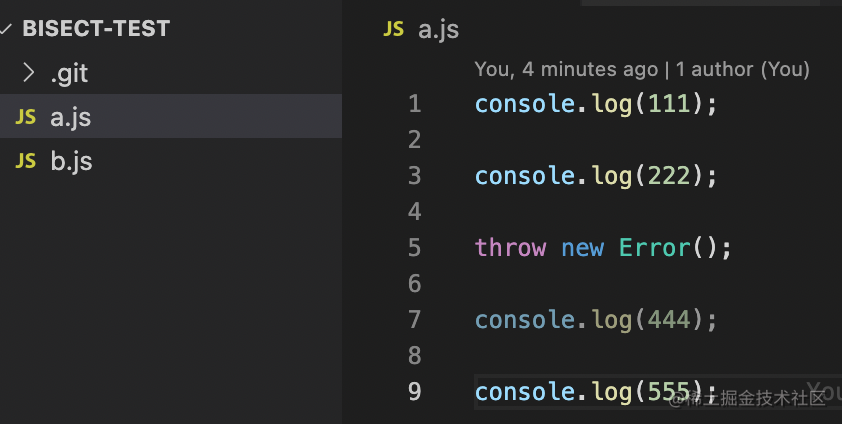 BISECT-TEST
.git
JS a.js
JS b.js
JS a.js
You, 4 minutes ago | 1 author (You)
1 console.log(111);
2
3 console.log(222);
4
5 throw new Error();
6
7 console.log(444);
8
9 console.log(555); You
@稀土掘金技术社区